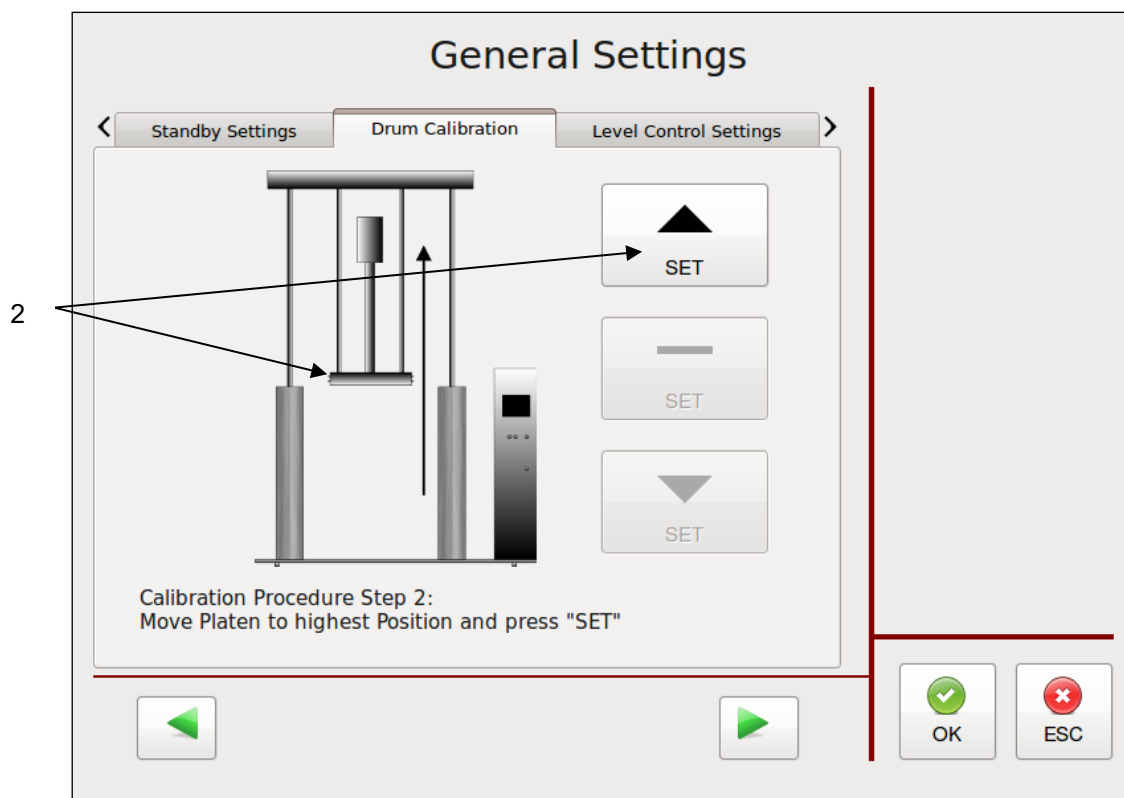 General Settings
Standby Settings
Drum Calibration
Level Control Settings
SET
2
SET
SET
Calibration Procedure Step 2:
Move Platen to highest Position and press "SET"
OK
ESC